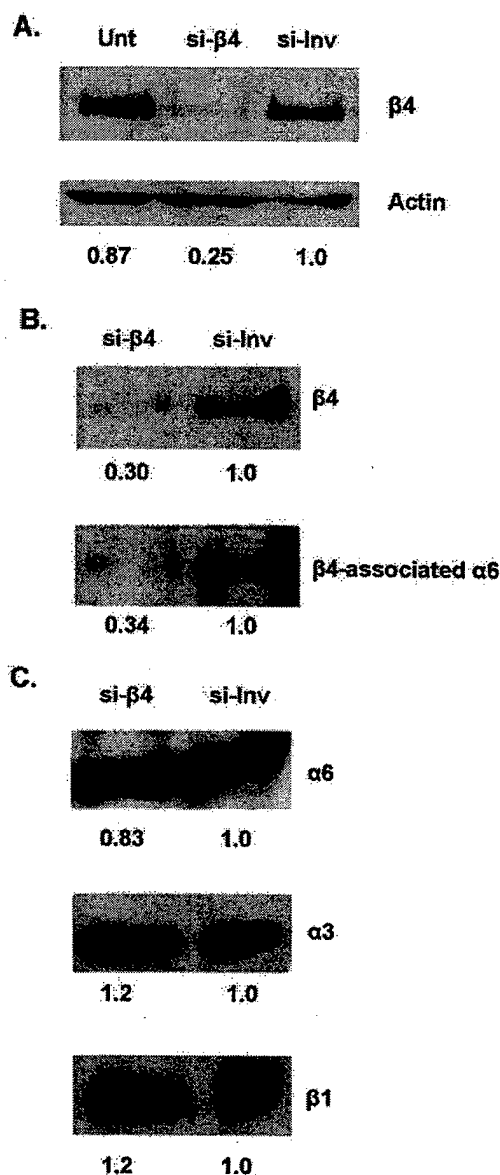 A.
Unt si-β4 si-Inv
β4
Actin
0.87 0.25 1.0
B.
si-β4 si-Inv
β4
0.30 1.0
β4-associated α6
0.34 1.0
C.
si-β4 si-Inv
α6
0.83 1.0
α3
1.2 1.0
β1
1.2 1.0